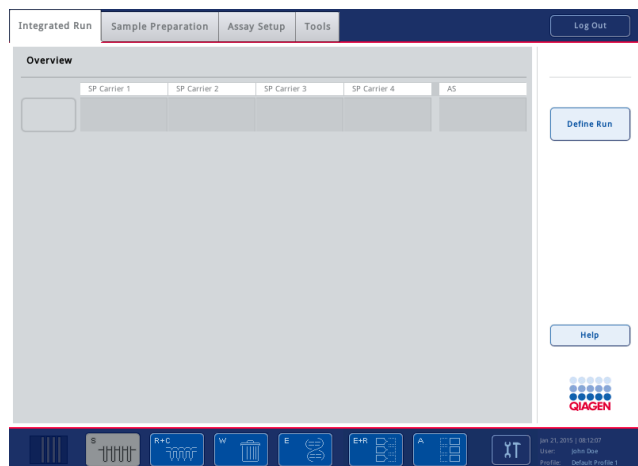 Integrated Run Sample Preparation Assay Setup Tools Log Out
Overview
SP Carrier 1 SP Carrier 2 SP Carrier 3 SP Carrier 4 AS
Define Run
Help
QIAGEN
S R+C W E E+R A
Jan 21, 2015 | 08:12:07
User: John Doe
Profile: Default Profile 1